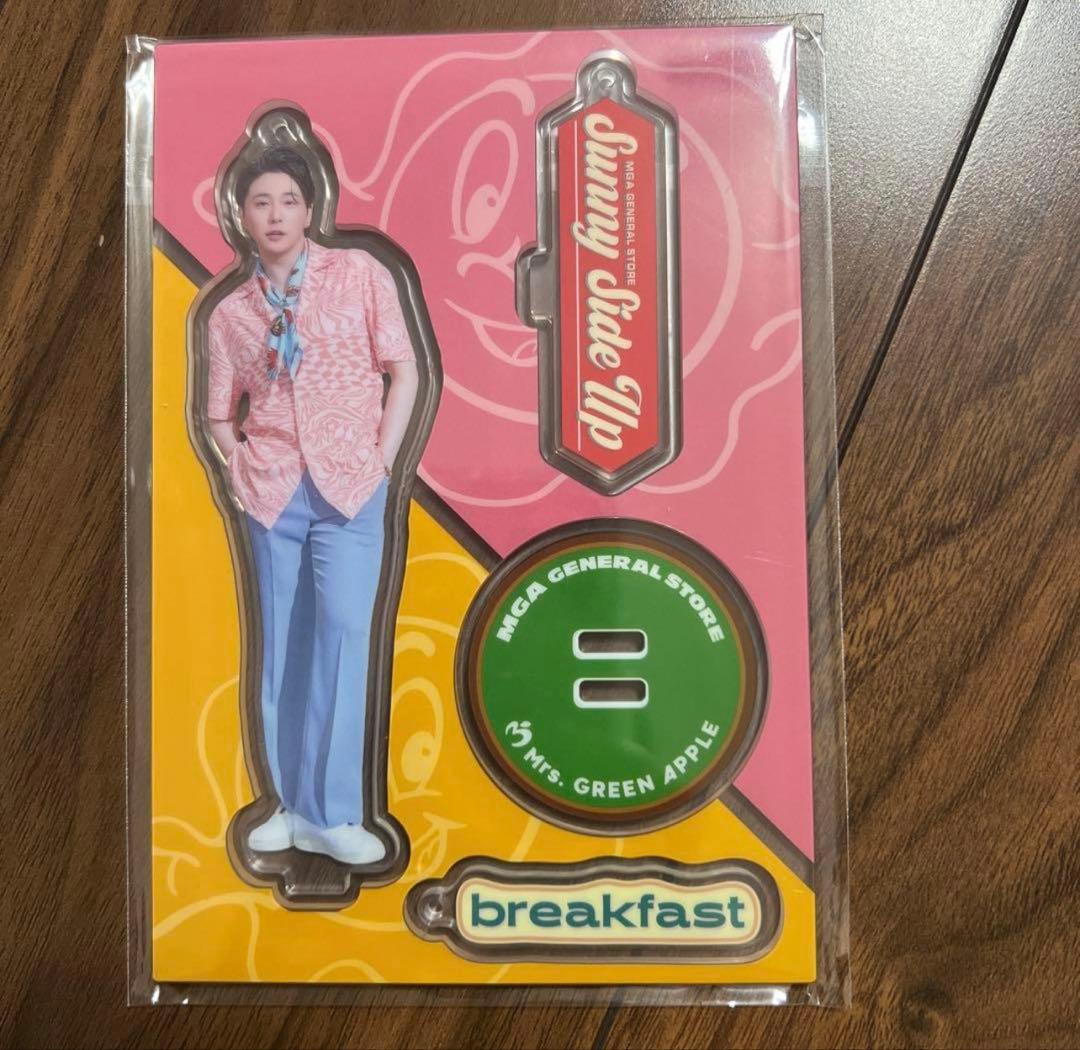 MGA GENERAL STORE
Sunny Side Up
MGA GENERAL STORE
Mrs. GREEN APPLE
breakfast